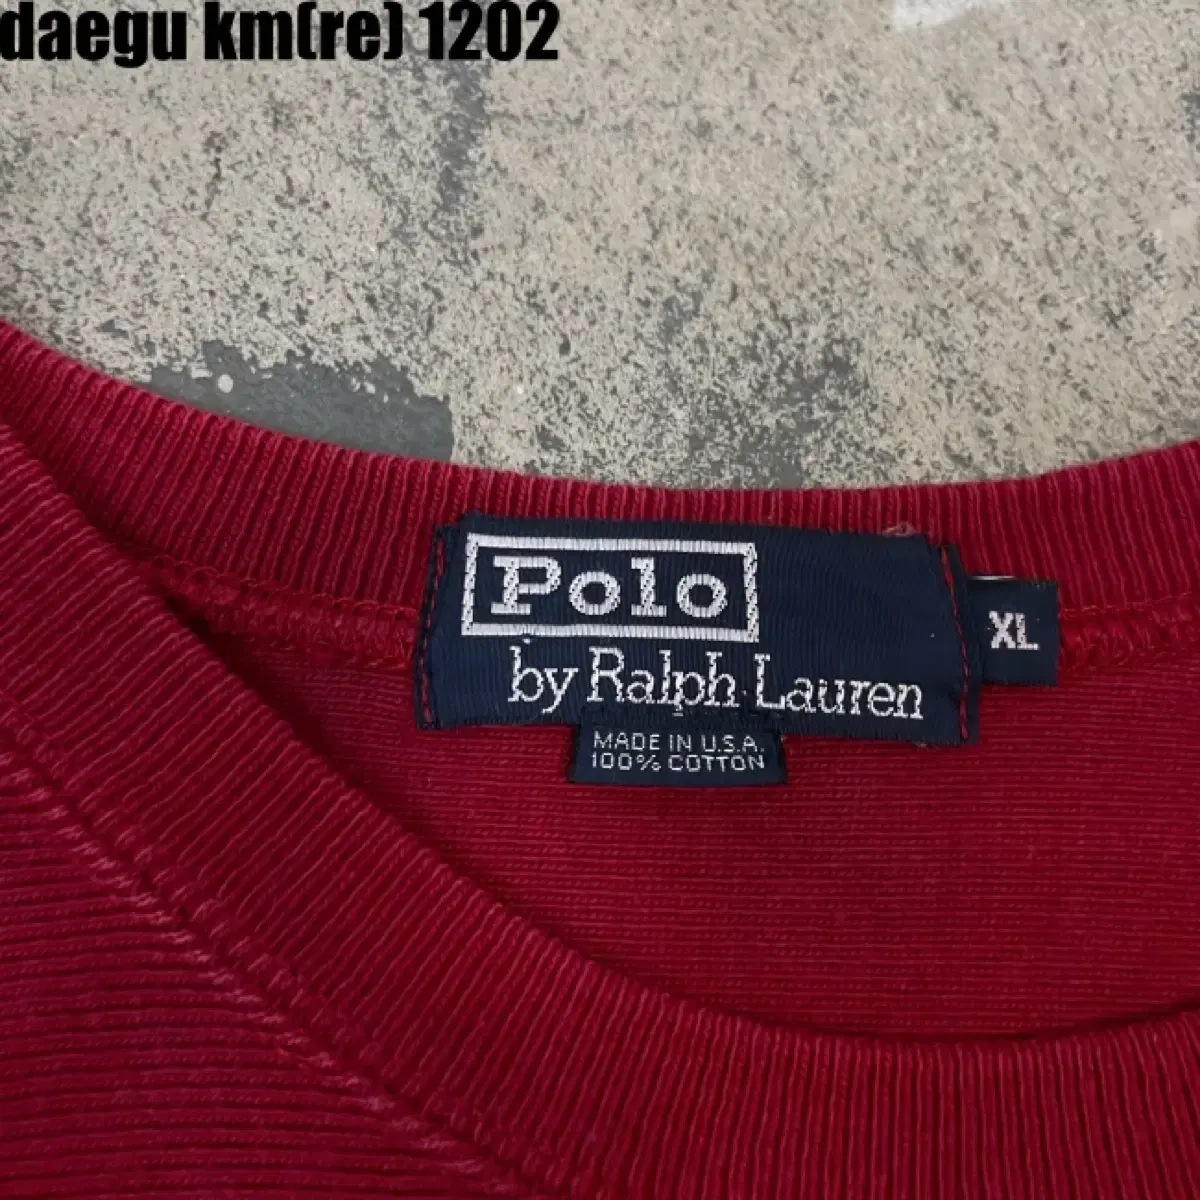 daegu km(re) 1202
Polo
by Ralph Lauren
XL
MADE IN U.S.A.
100% COTTON